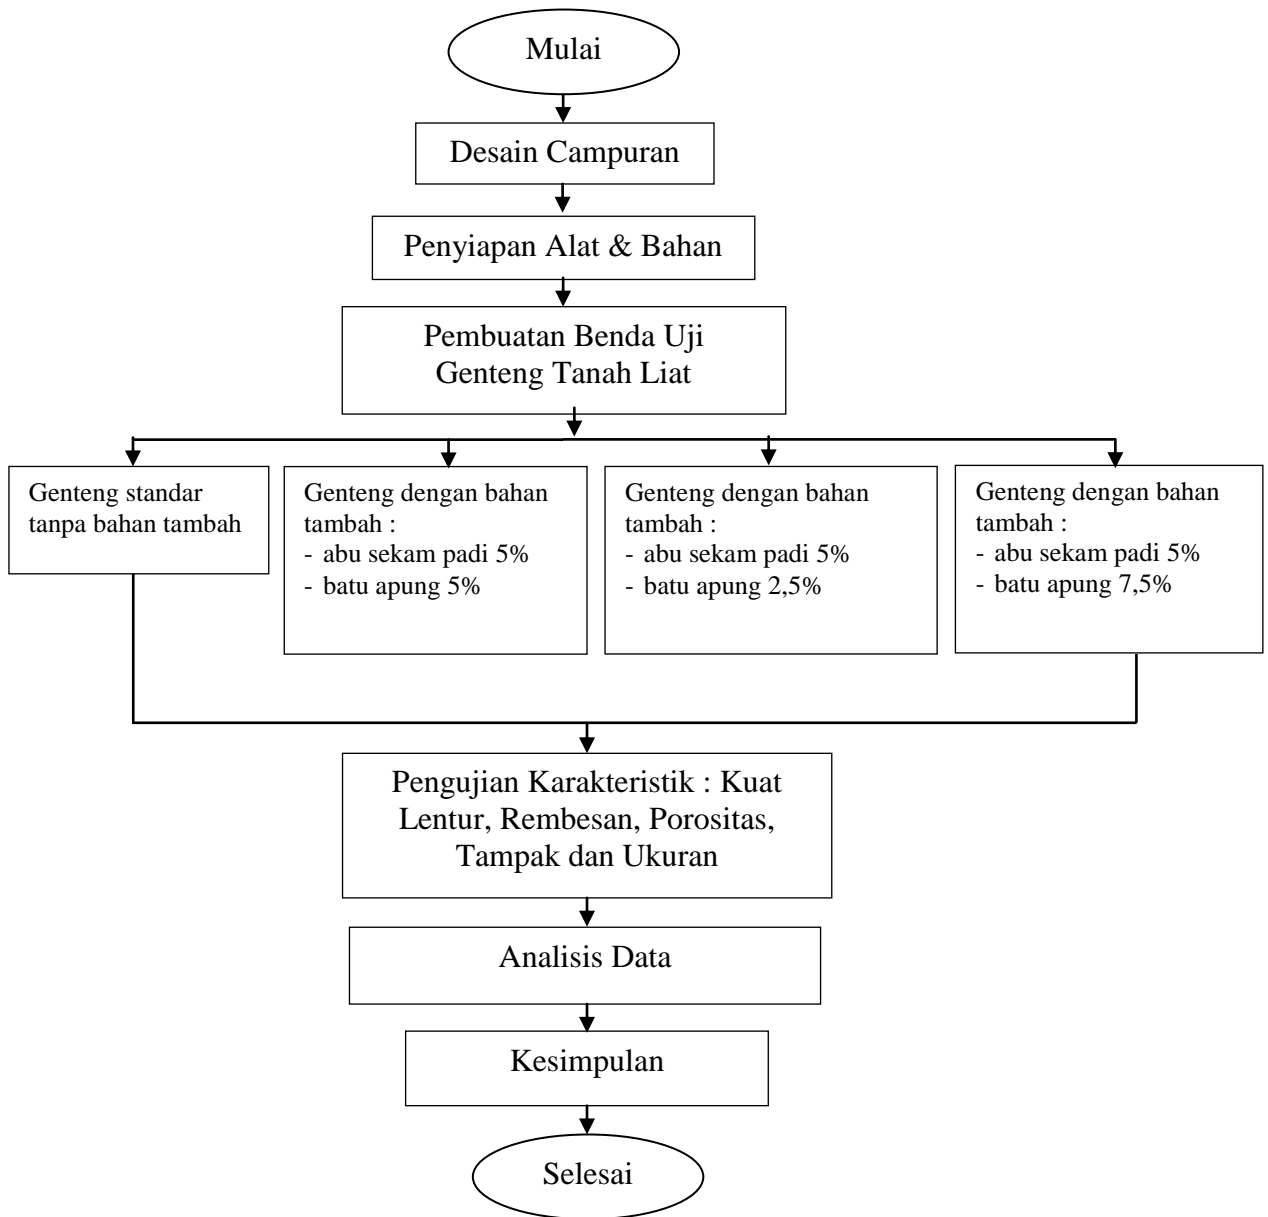 Mulai
Desain Campuran
Penyiapan Alat & Bahan
Pembuatan Benda Uji
Genteng Tanah Liat
Genteng standar
tanpa bahan tambah
Genteng dengan bahan
tambah :
- abu sekam padi 5%
- batu apung 5%
Genteng dengan bahan
tambah :
- abu sekam padi 5%
- batu apung 2,5%
Genteng dengan bahan
tambah :
- abu sekam padi 5%
- batu apung 7,5%
Pengujian Karakteristik : Kuat
Lentur, Rembesan, Porositas,
Tampak dan Ukuran
Analisis Data
Kesimpulan
Selesai